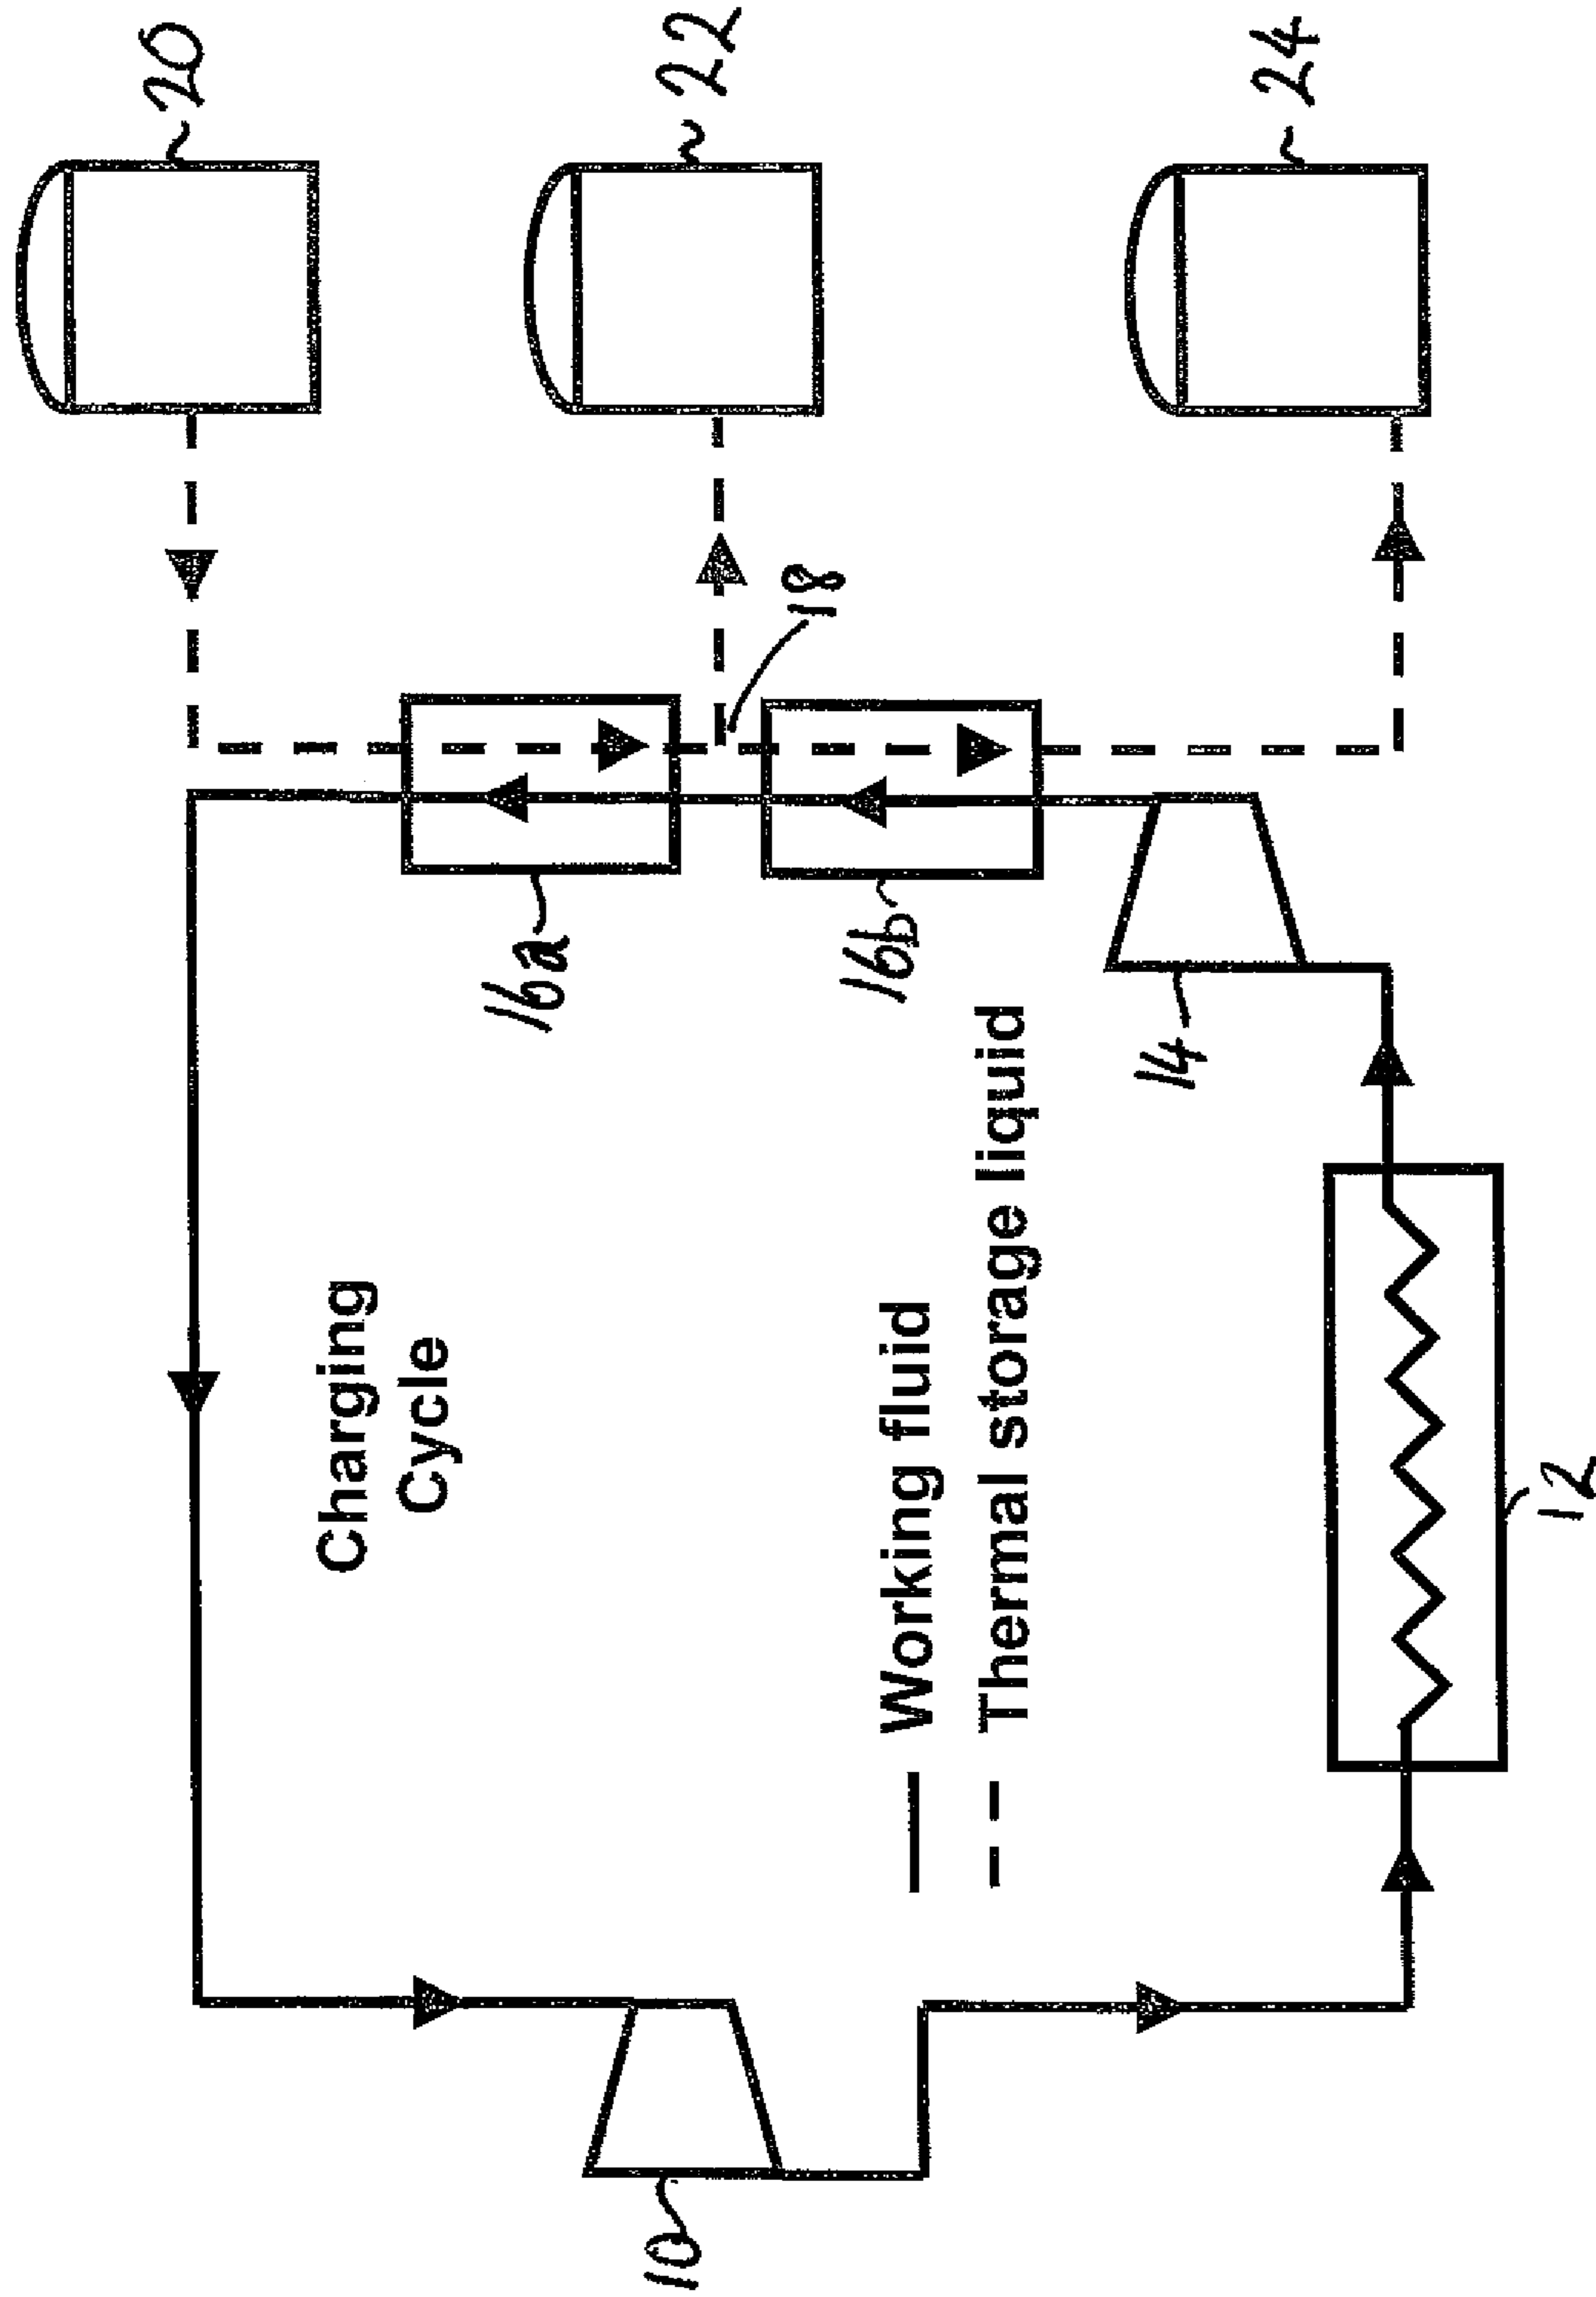 20
22
24
18
16a
16b
14
Charging
Cycle
Working fluid
Thermal storage liquid
12
10